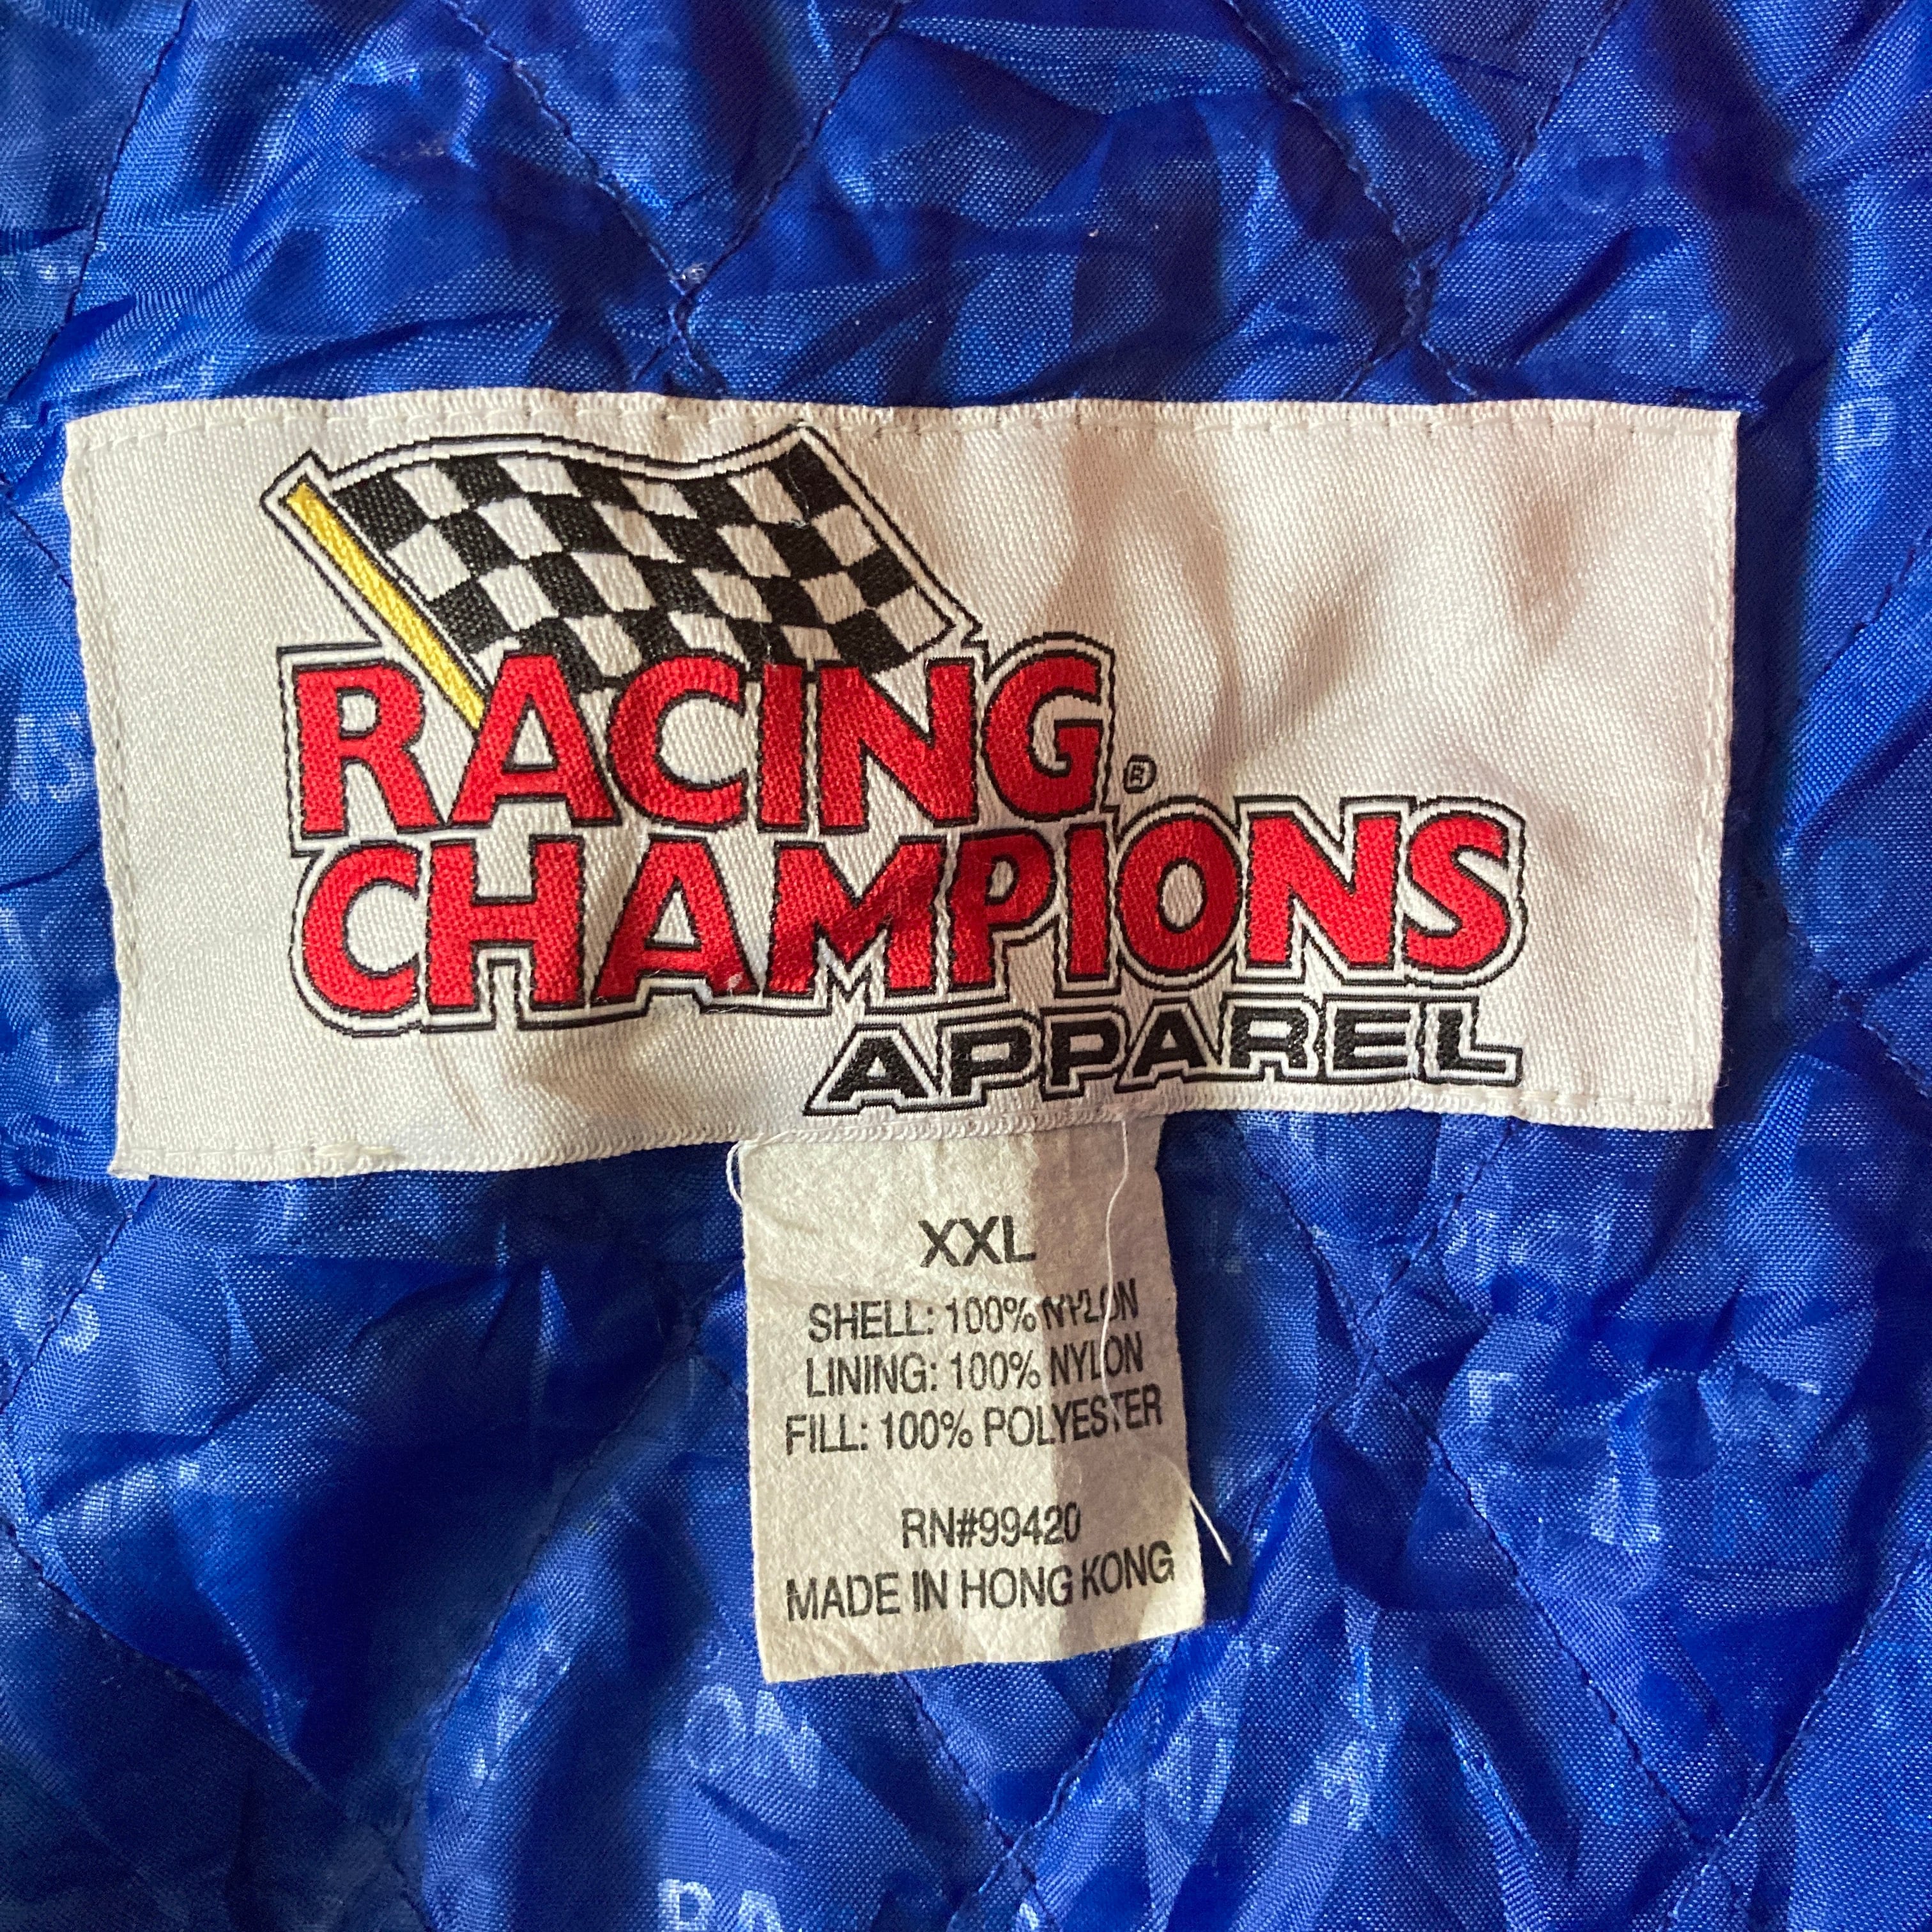 RACING®
CHAMPIONS
APPAREL
XXL
SHELL: 100% NYLON
LINING: 100% NYLON
FILL: 100% POLYESTER
RN#99420
MADE IN HONG KONG